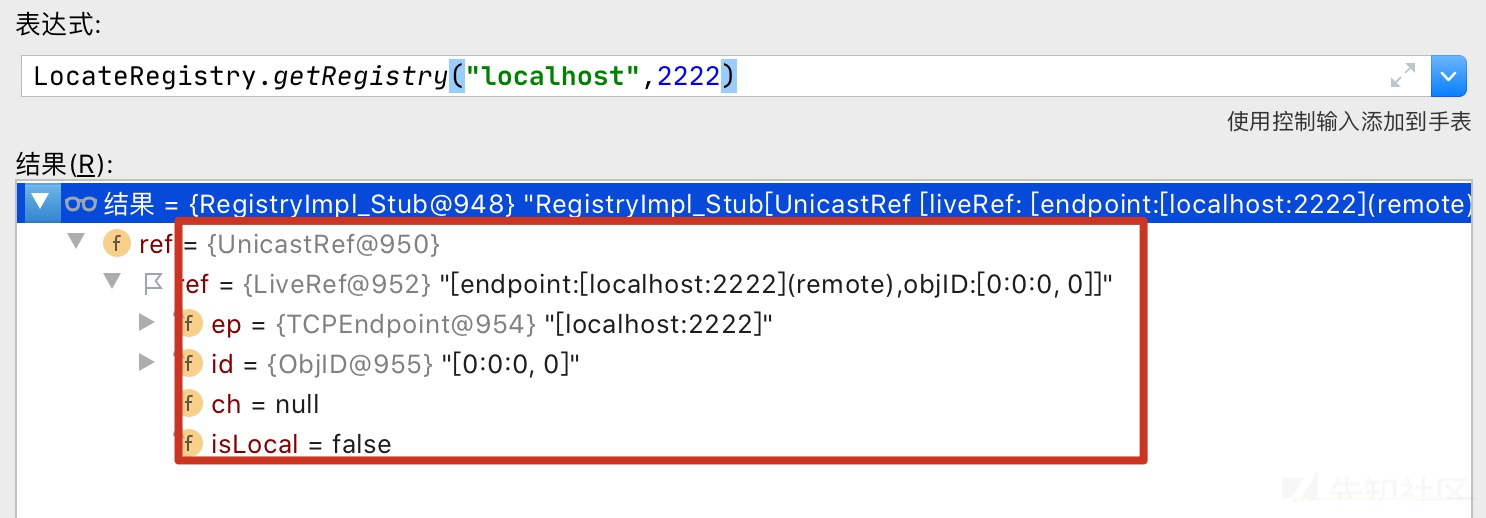 表达式:
LocateRegistry.getRegistry("localhost",2222)
使用控制输入添加到手表
结果(R):
结果 = {RegistryImpl_Stub@948} "RegistryImpl_Stub[UnicastRef [liveRef: [endpoint:[localhost:2222](remote)
f ref = {UnicastRef@950}
ref = {LiveRef@952} "[endpoint:[localhost:2222](remote),objID:[0:0:0, 0]]"
f ep = {TCPEndpoint@954} "[localhost:2222]"
f id = {ObjID@955} "[0:0:0, 0]"
f ch = null
f isLocal = false
先知社区